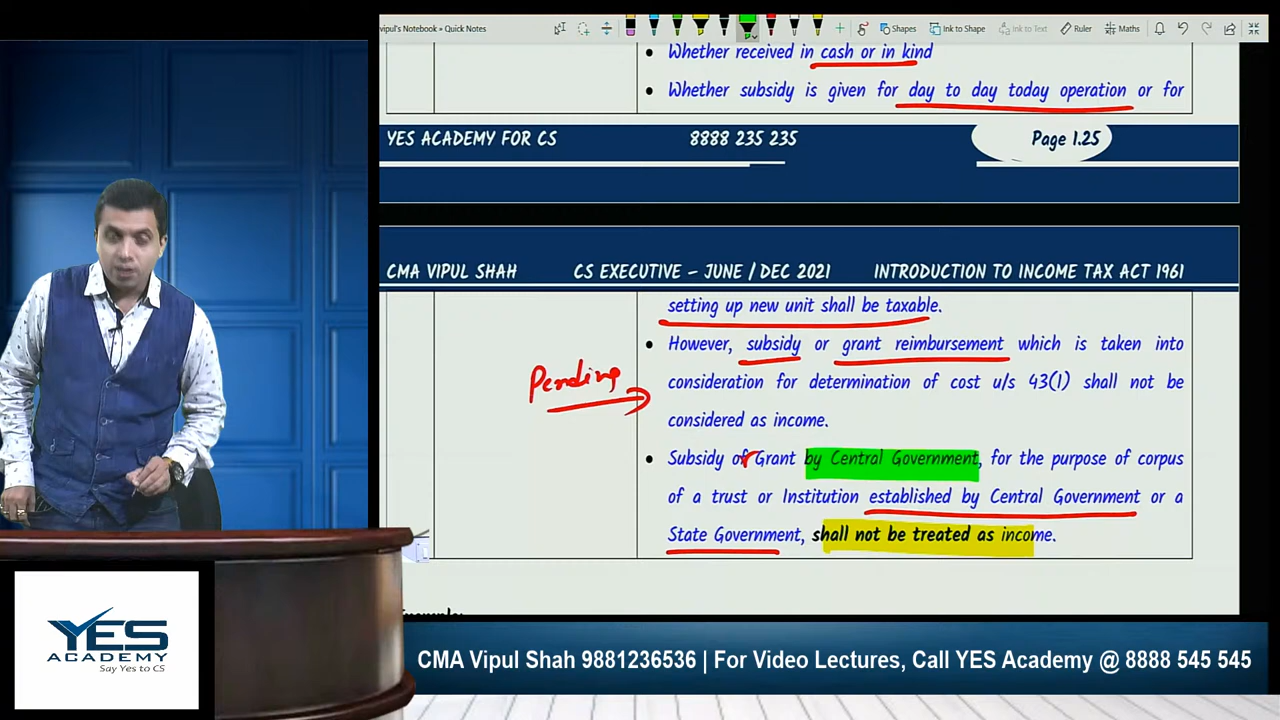 vipul's Notebook » Quick Notes
Shapes
Ink to Shape
Ink to Text
Ruler
Maths
• Whether received in cash or in kind
• Whether subsidy is given for day to day today operation or for
YES ACADEMY FOR CS 8888 235 235 Page 1.25
CMA VIPUL SHAH CS EXECUTIVE – JUNE / DEC 2021 INTRODUCTION TO INCOME TAX ACT 1961
setting up new unit shall be taxable.
• However, subsidy or grant reimbursement which is taken into
Pending
consideration for determination of cost u/s 43(1) shall not be
considered as income.
• Subsidy of Grant by Central Government, for the purpose of corpus
of a trust or Institution established by Central Government or a
State Government, shall not be treated as income.
YES
ACADEMY
Say Yes to CS
CMA Vipul Shah 9881236536 | For Video Lectures, Call YES Academy @ 8888 545 545